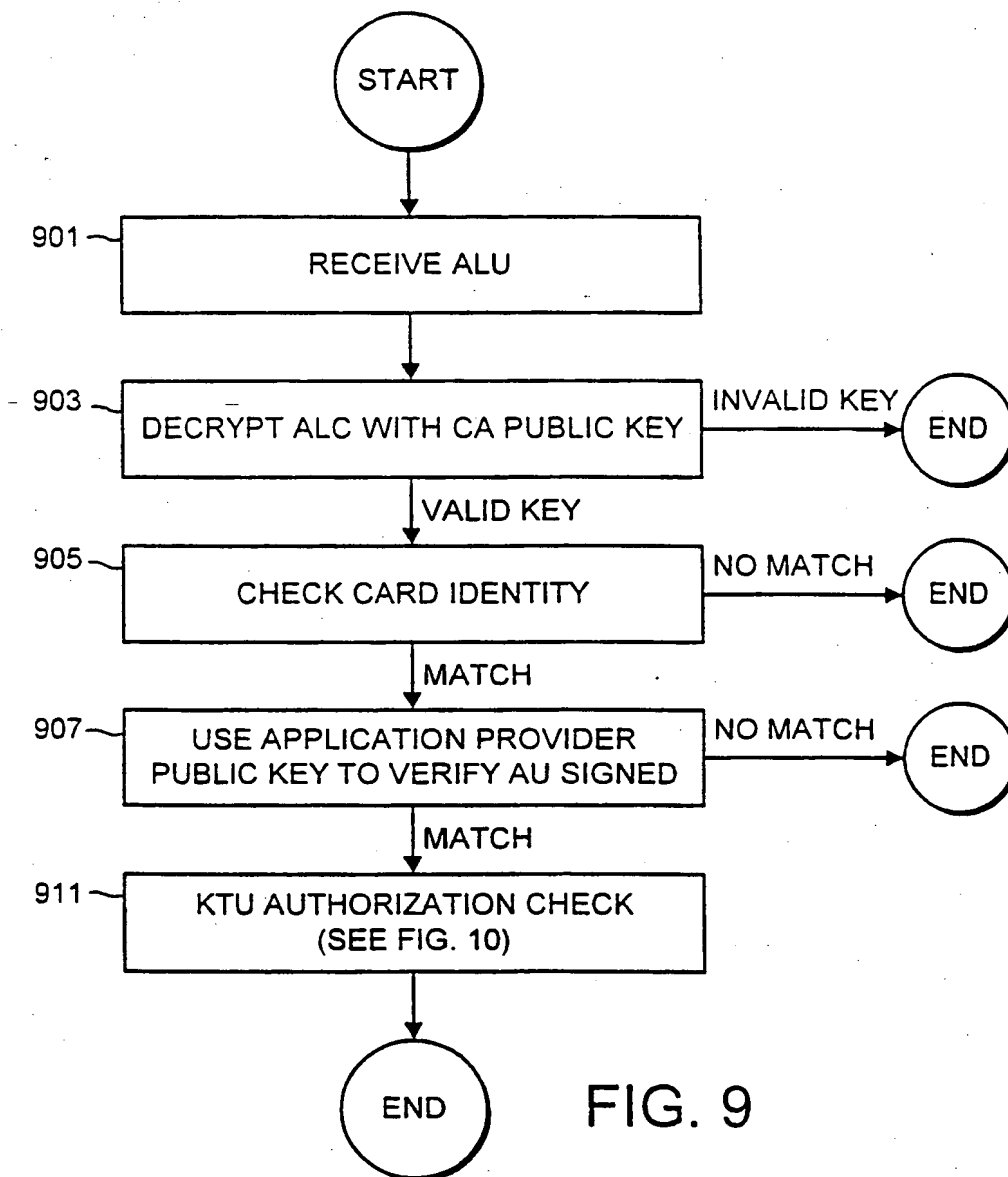 START
901
RECEIVE ALU
903
DECRYPT ALC WITH CA PUBLIC KEY
INVALID KEY
END
VALID KEY
905
CHECK CARD IDENTITY
NO MATCH
END
MATCH
907
USE APPLICATION PROVIDER
PUBLIC KEY TO VERIFY AU SIGNED
NO MATCH
END
MATCH
911
KTU AUTHORIZATION CHECK
(SEE FIG. 10)
END
FIG. 9